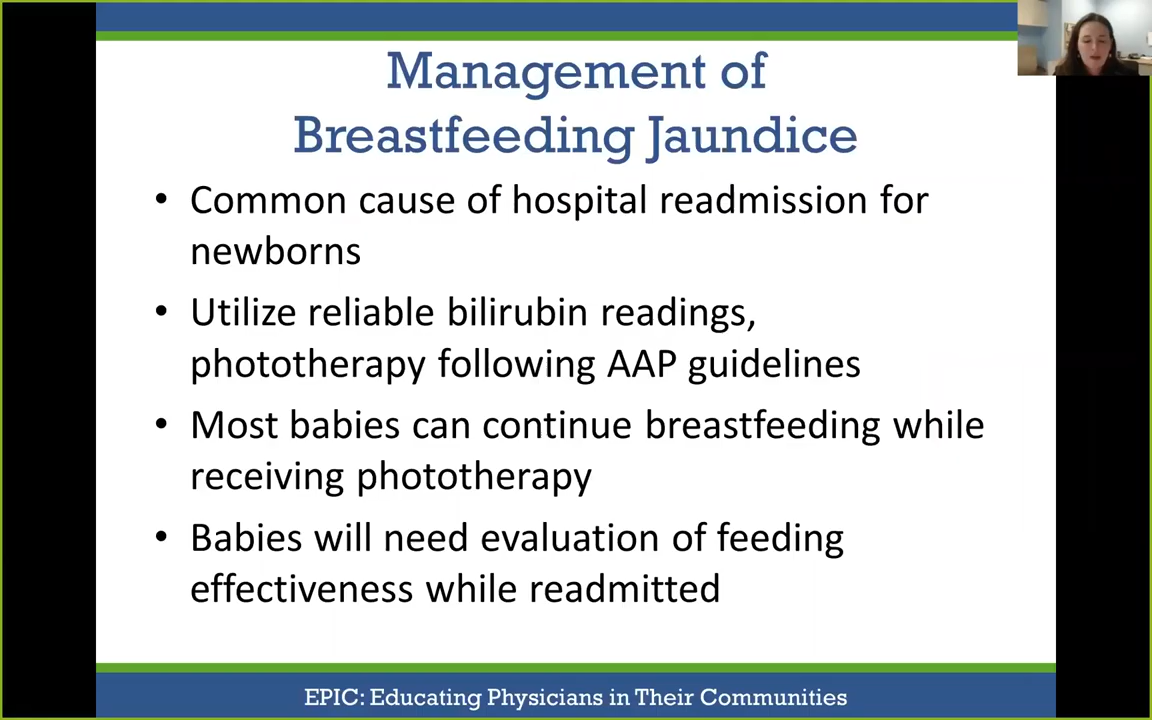 Management of
Breastfeeding Jaundice
• Common cause of hospital readmission for
newborns
• Utilize reliable bilirubin readings,
phototherapy following AAP guidelines
• Most babies can continue breastfeeding while
receiving phototherapy
• Babies will need evaluation of feeding
effectiveness while readmitted
EPIC: Educating Physicians in Their Communities